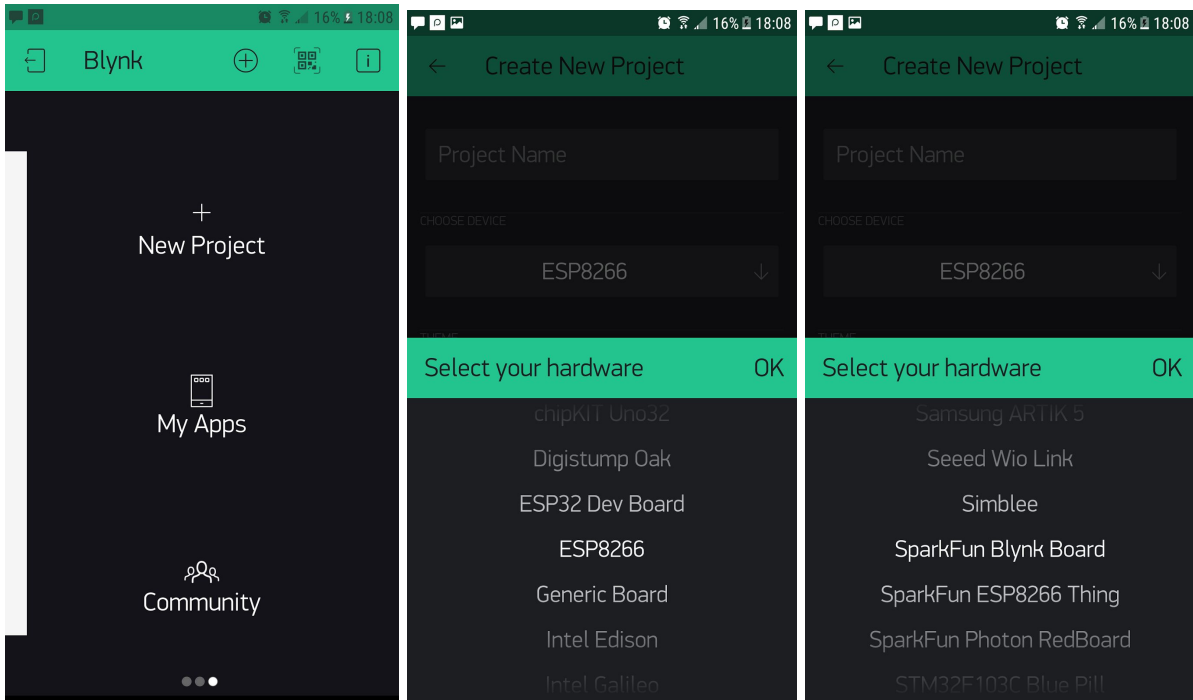 16% 18:08
Blynk
New Project
My Apps
Community
16% 18:08
Create New Project
Project Name
CHOOSE DEVICE
ESP8266
THEME
Select your hardware OK
chipKIT Uno32
Digistump Oak
ESP32 Dev Board
ESP8266
Generic Board
Intel Edison
Intel Galileo
16% 18:08
Create New Project
Project Name
CHOOSE DEVICE
ESP8266
THEME
Select your hardware OK
Samsung ARTIK 5
Seeed Wio Link
Simblee
SparkFun Blynk Board
SparkFun ESP8266 Thing
SparkFun Photon RedBoard
STM32F103C Blue Pill